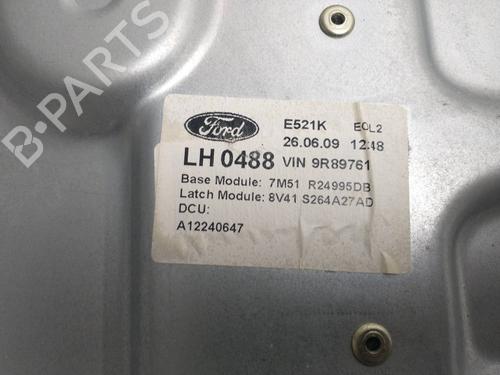 B-PARTS
Ford
E521K EOL2
26.06.09 12:48
LH 0488 VIN 9R89761
Base Module: 7M51 R24995DB
Latch Module: 8V41 S264A27AD
DCU:
A12240647